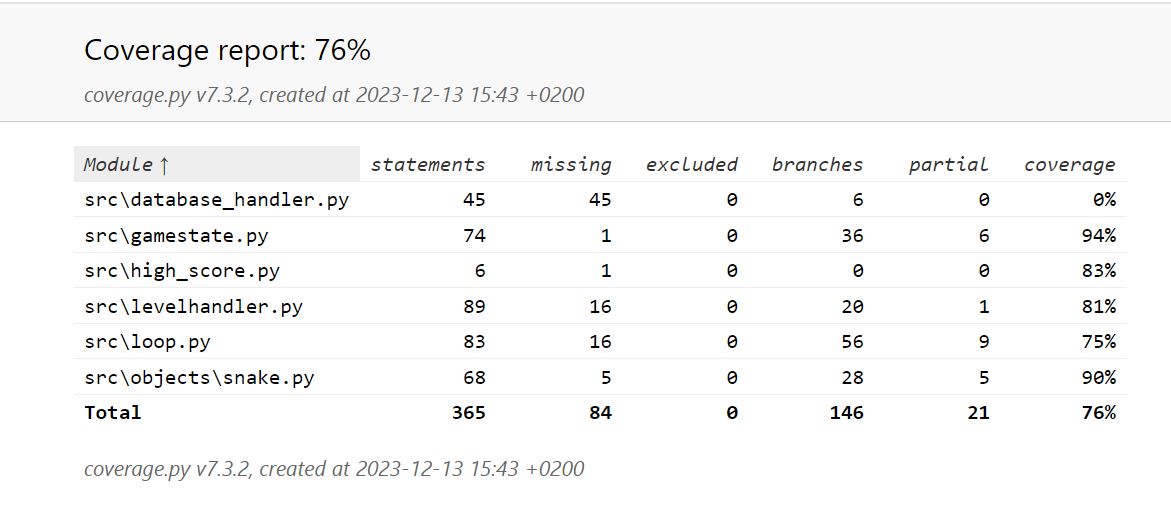 Coverage report: 76%
coverage.py v7.3.2, created at 2023-12-13 15:43 +0200
Module ↑ statements missing excluded branches partial coverage
src\database_handler.py 45 45 0 6 0 0%
src\gamestate.py 74 1 0 36 6 94%
src\high_score.py 6 1 0 0 0 83%
src\levelhandler.py 89 16 0 20 1 81%
src\loop.py 83 16 0 56 9 75%
src\objects\snake.py 68 5 0 28 5 90%
Total 365 84 0 146 21 76%
coverage.py v7.3.2, created at 2023-12-13 15:43 +0200